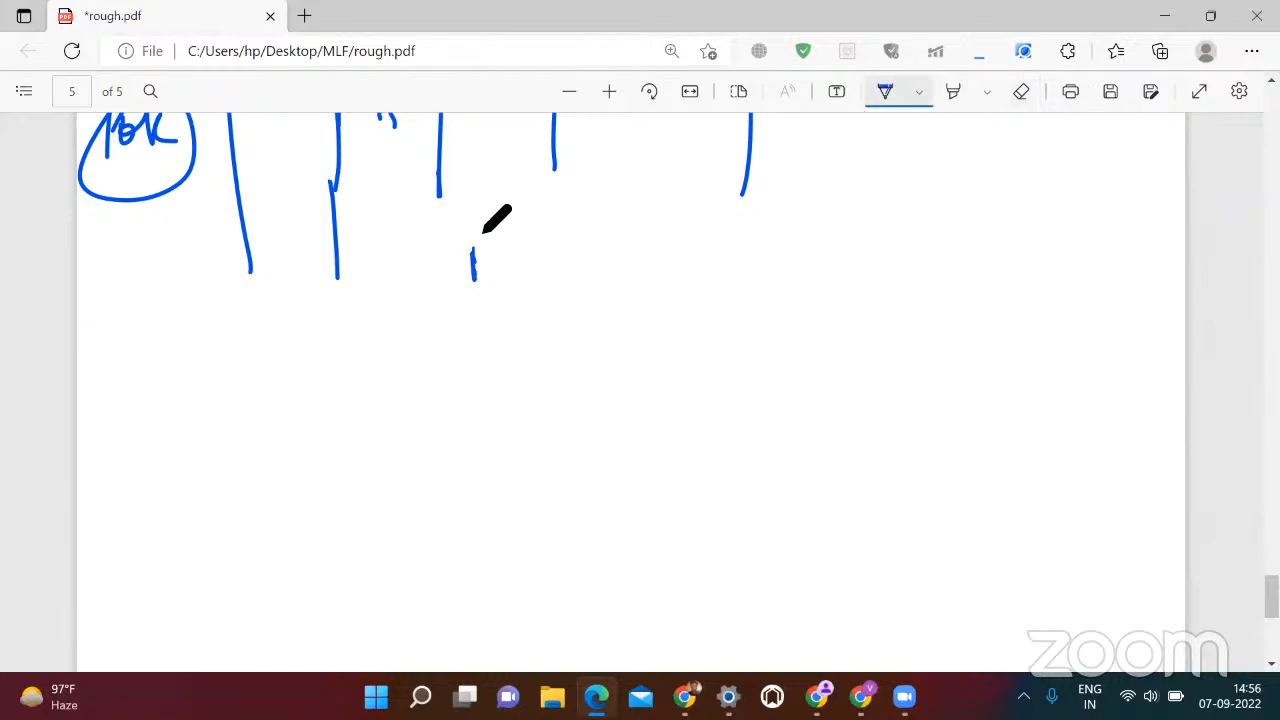 *rough.pdf
File C:/Users/hp/Desktop/MLF/rough.pdf
5 of 5
10k
zoom
97°F
Haze
ENG
IN
14:56
07-09-2022